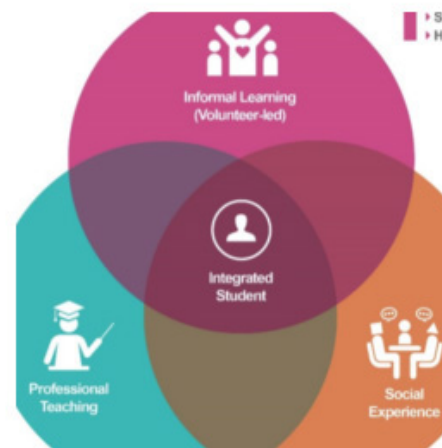 Informal Learning
(Volunteer-led)
Integrated
Student
Professional
Teaching
Social
Experience